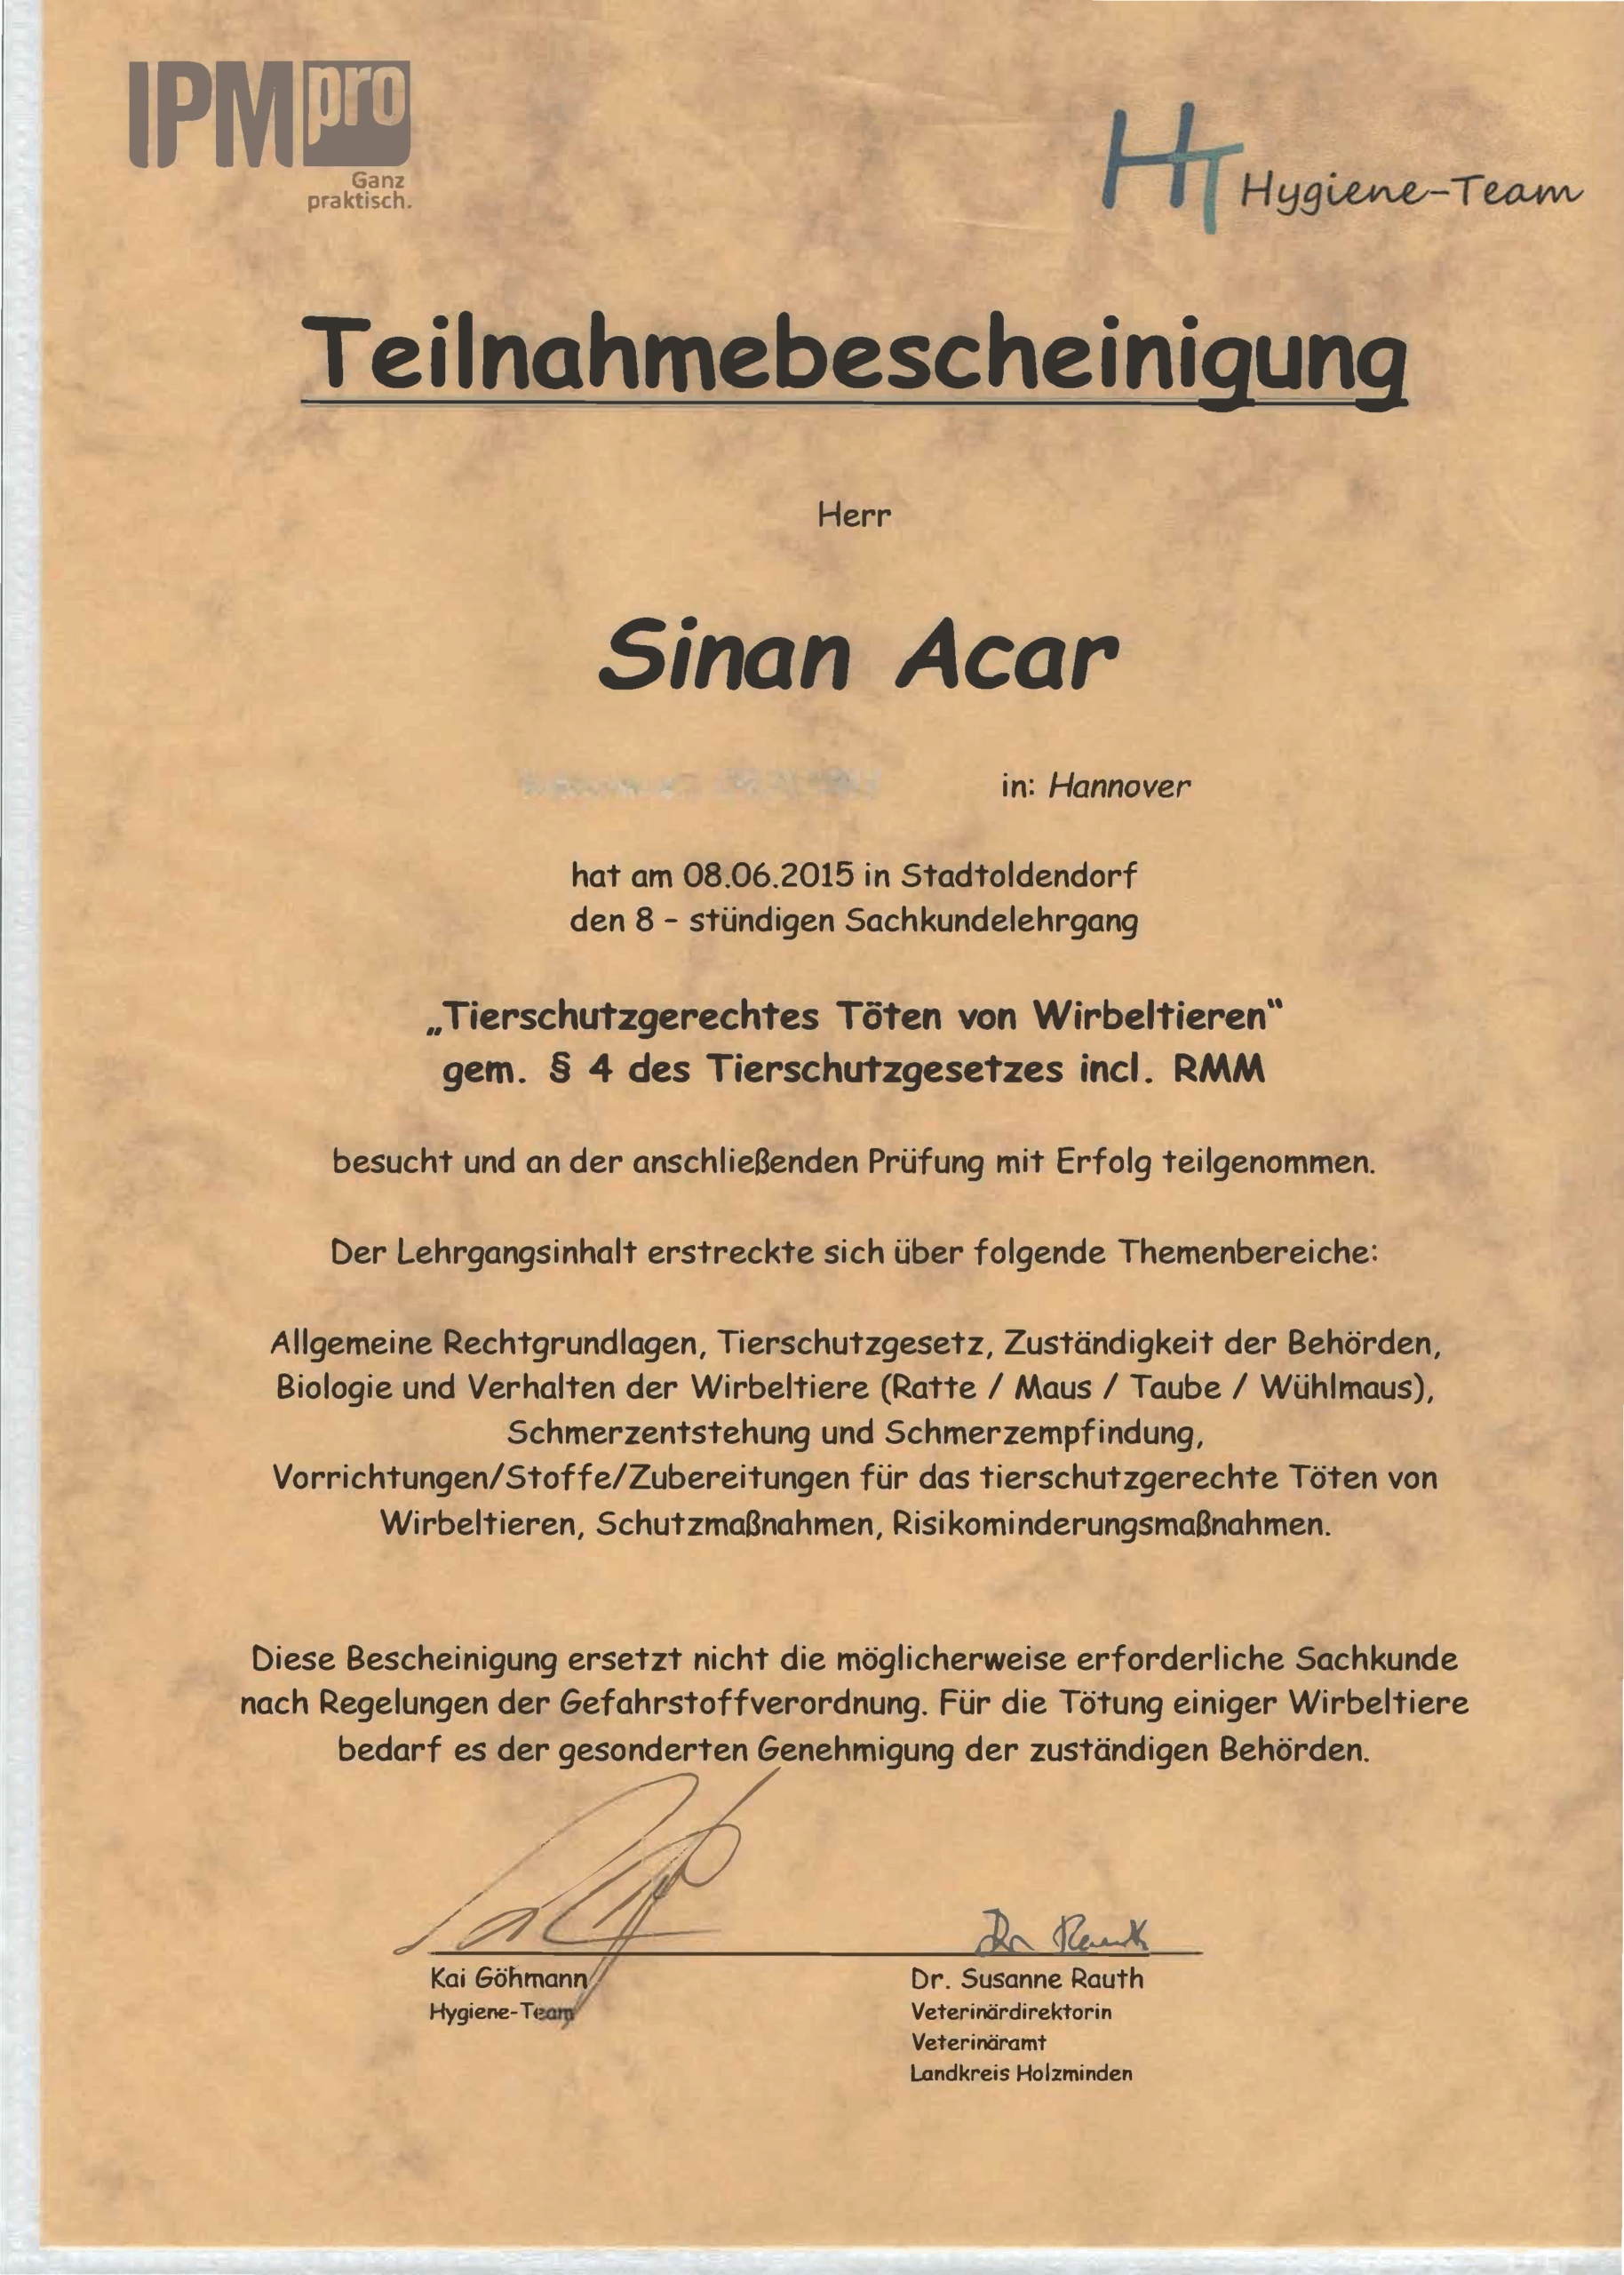 IPM pro
Ganz
praktisch.
HT Hygiene-Team
Teilnahmebescheinigung
Herr
Sinan Acar
in: Hannover
hat am 08.06.2015 in Stadtoldendorf
den 8 - stündigen Sachkundelehrgang
„Tierschutzgerechtes Töten von Wirbeltieren“
gem. § 4 des Tierschutzgesetzes incl. RMM
besucht und an der anschließenden Prüfung mit Erfolg teilgenommen.
Der Lehrgangsinhalt erstreckte sich über folgende Themenbereiche:
Allgemeine Rechtgrundlagen, Tierschutzgesetz, Zuständigkeit der Behörden,
Biologie und Verhalten der Wirbeltiere (Ratte / Maus / Taube / Wühlmaus),
Schmerzentstehung und Schmerzempfindung,
Vorrichtungen/Stoffe/Zubereitungen für das tierschutzgerechte Töten von
Wirbeltieren, Schutzmaßnahmen, Risikominderungsmaßnahmen.
Diese Bescheinigung ersetzt nicht die möglicherweise erforderliche Sachkunde
nach Regelungen der Gefahrstoffverordnung. Für die Tötung einiger Wirbeltiere
bedarf es der gesonderten Genehmigung der zuständigen Behörden.
Dr Rauth
Kai Göhmann
Hygiene-Team
Dr. Susanne Rauth
Veterinärdirektorin
Veterinäramt
Landkreis Holzminden